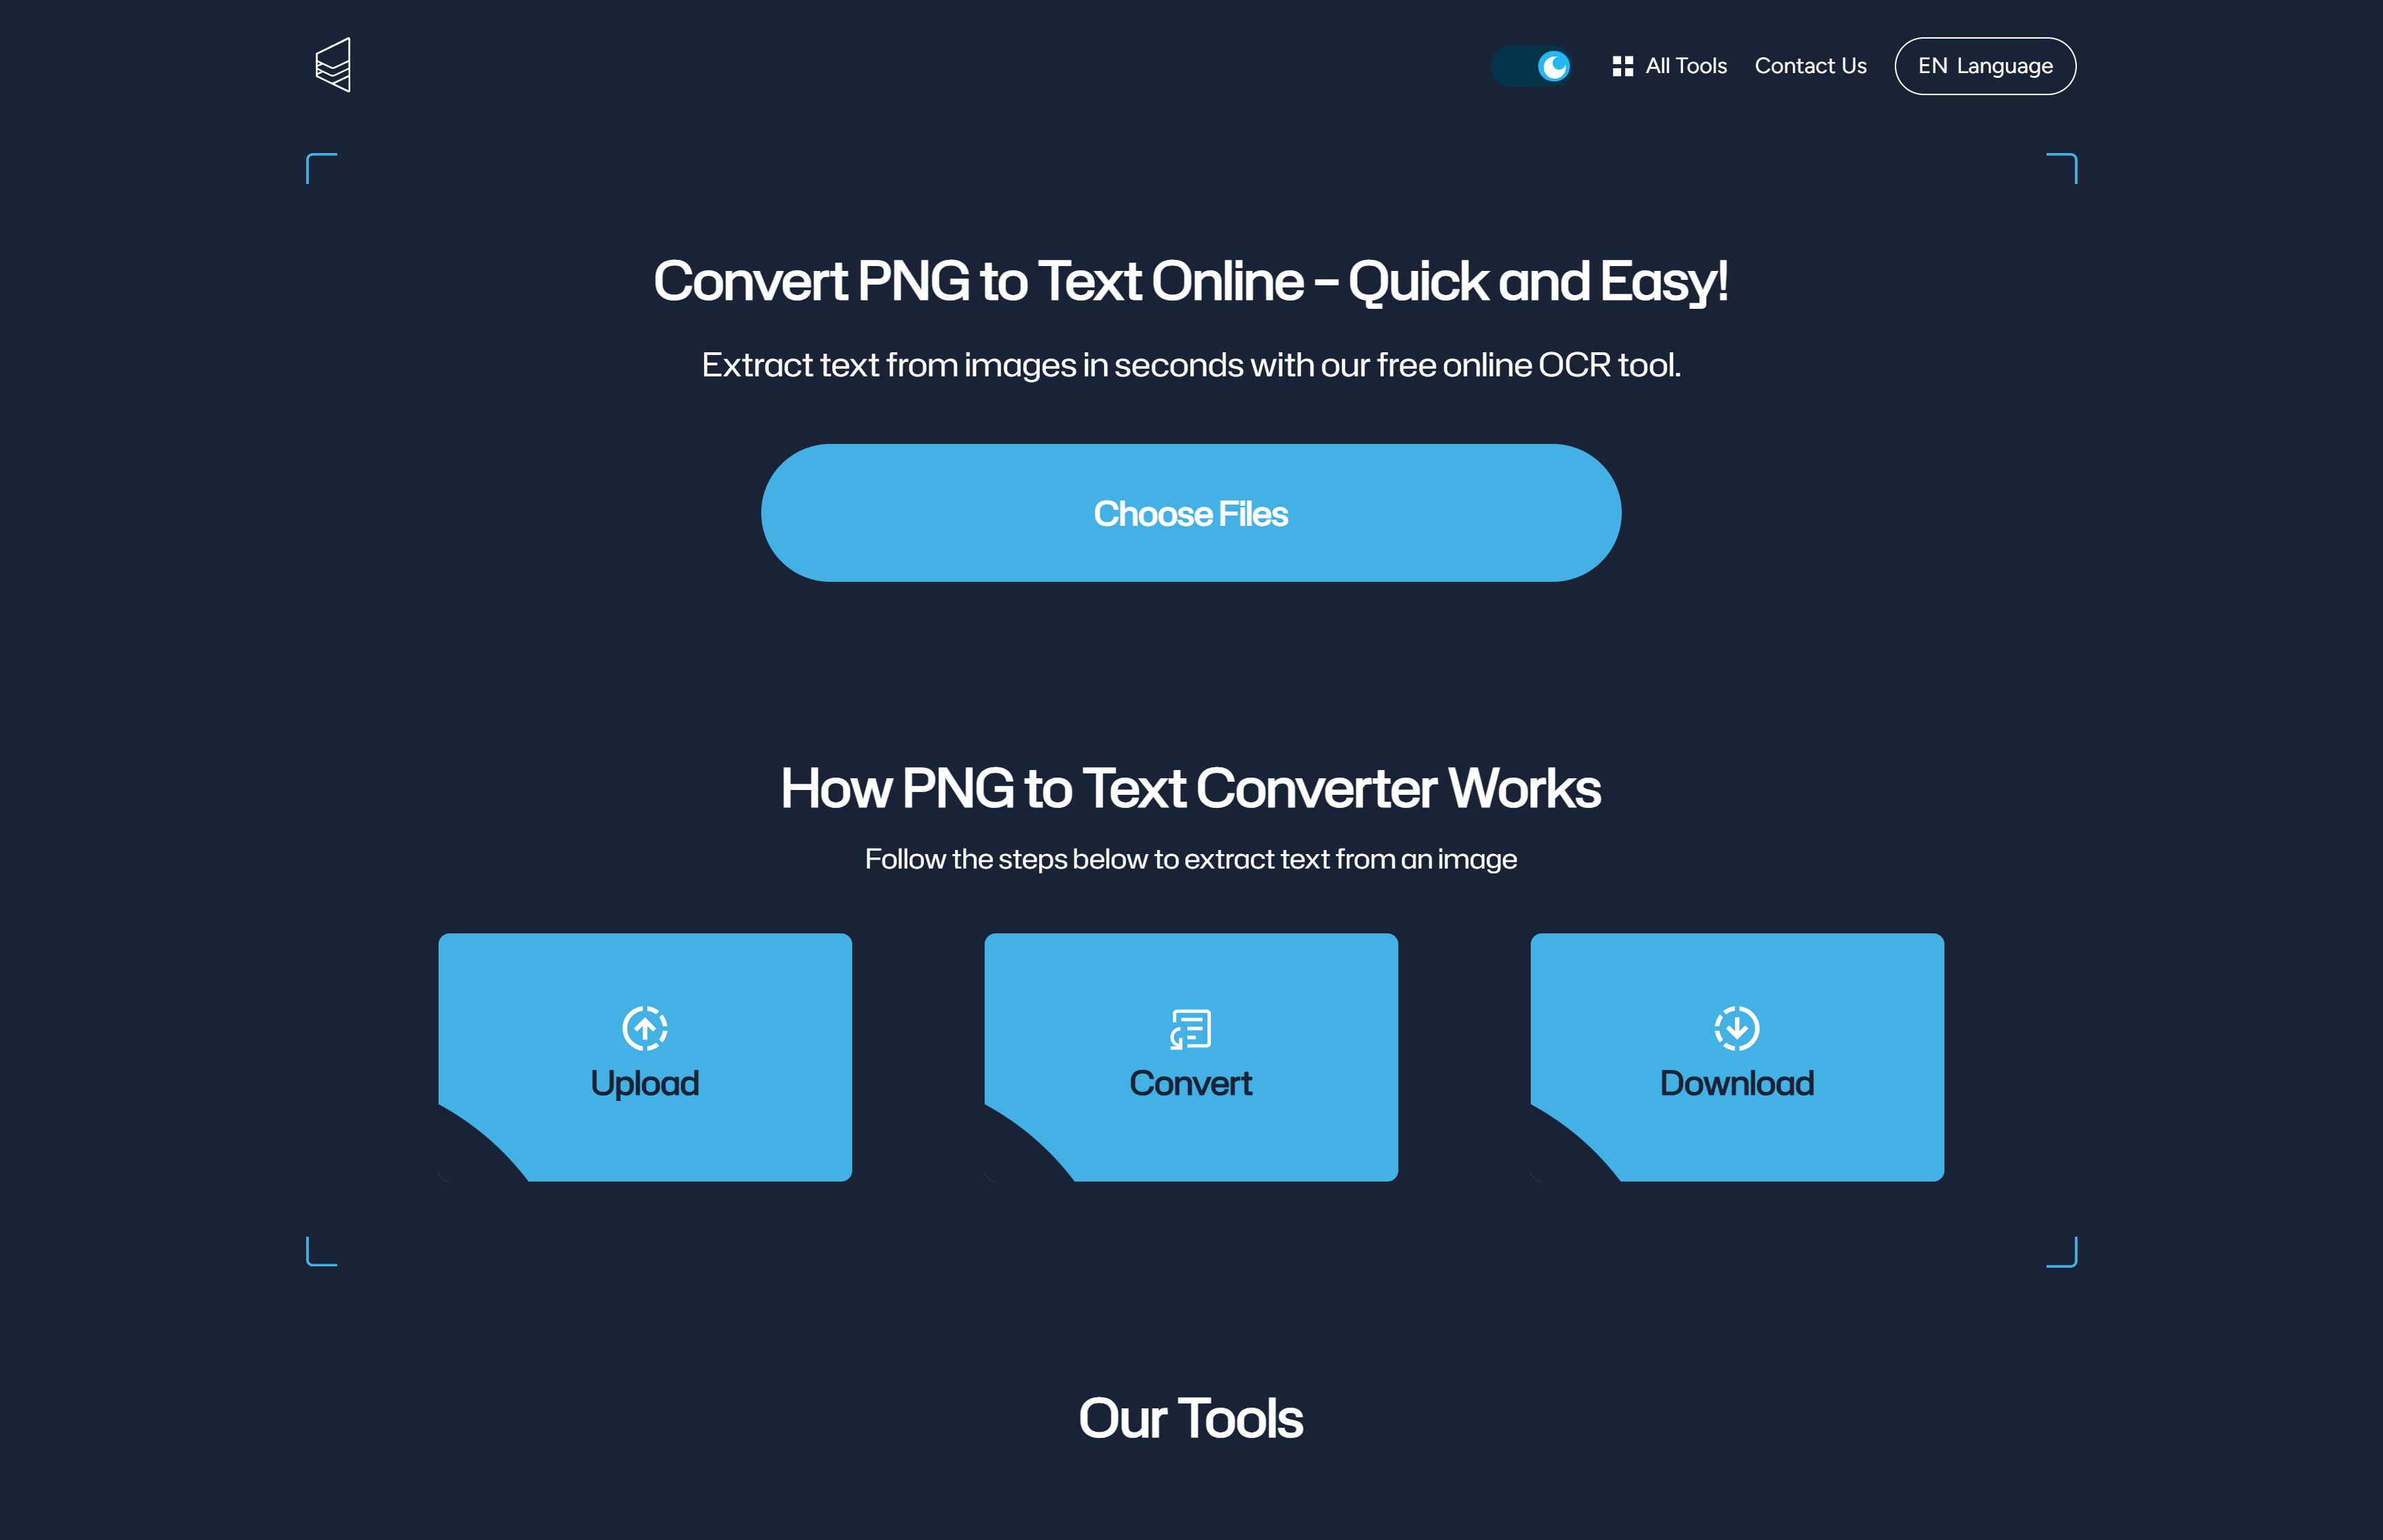 All Tools
Contact Us
EN Language
Convert PNG to Text Online – Quick and Easy!
Extract text from images in seconds with our free online OCR tool.
Choose Files
How PNG to Text Converter Works
Follow the steps below to extract text from an image
Upload
Convert
Download
Our Tools